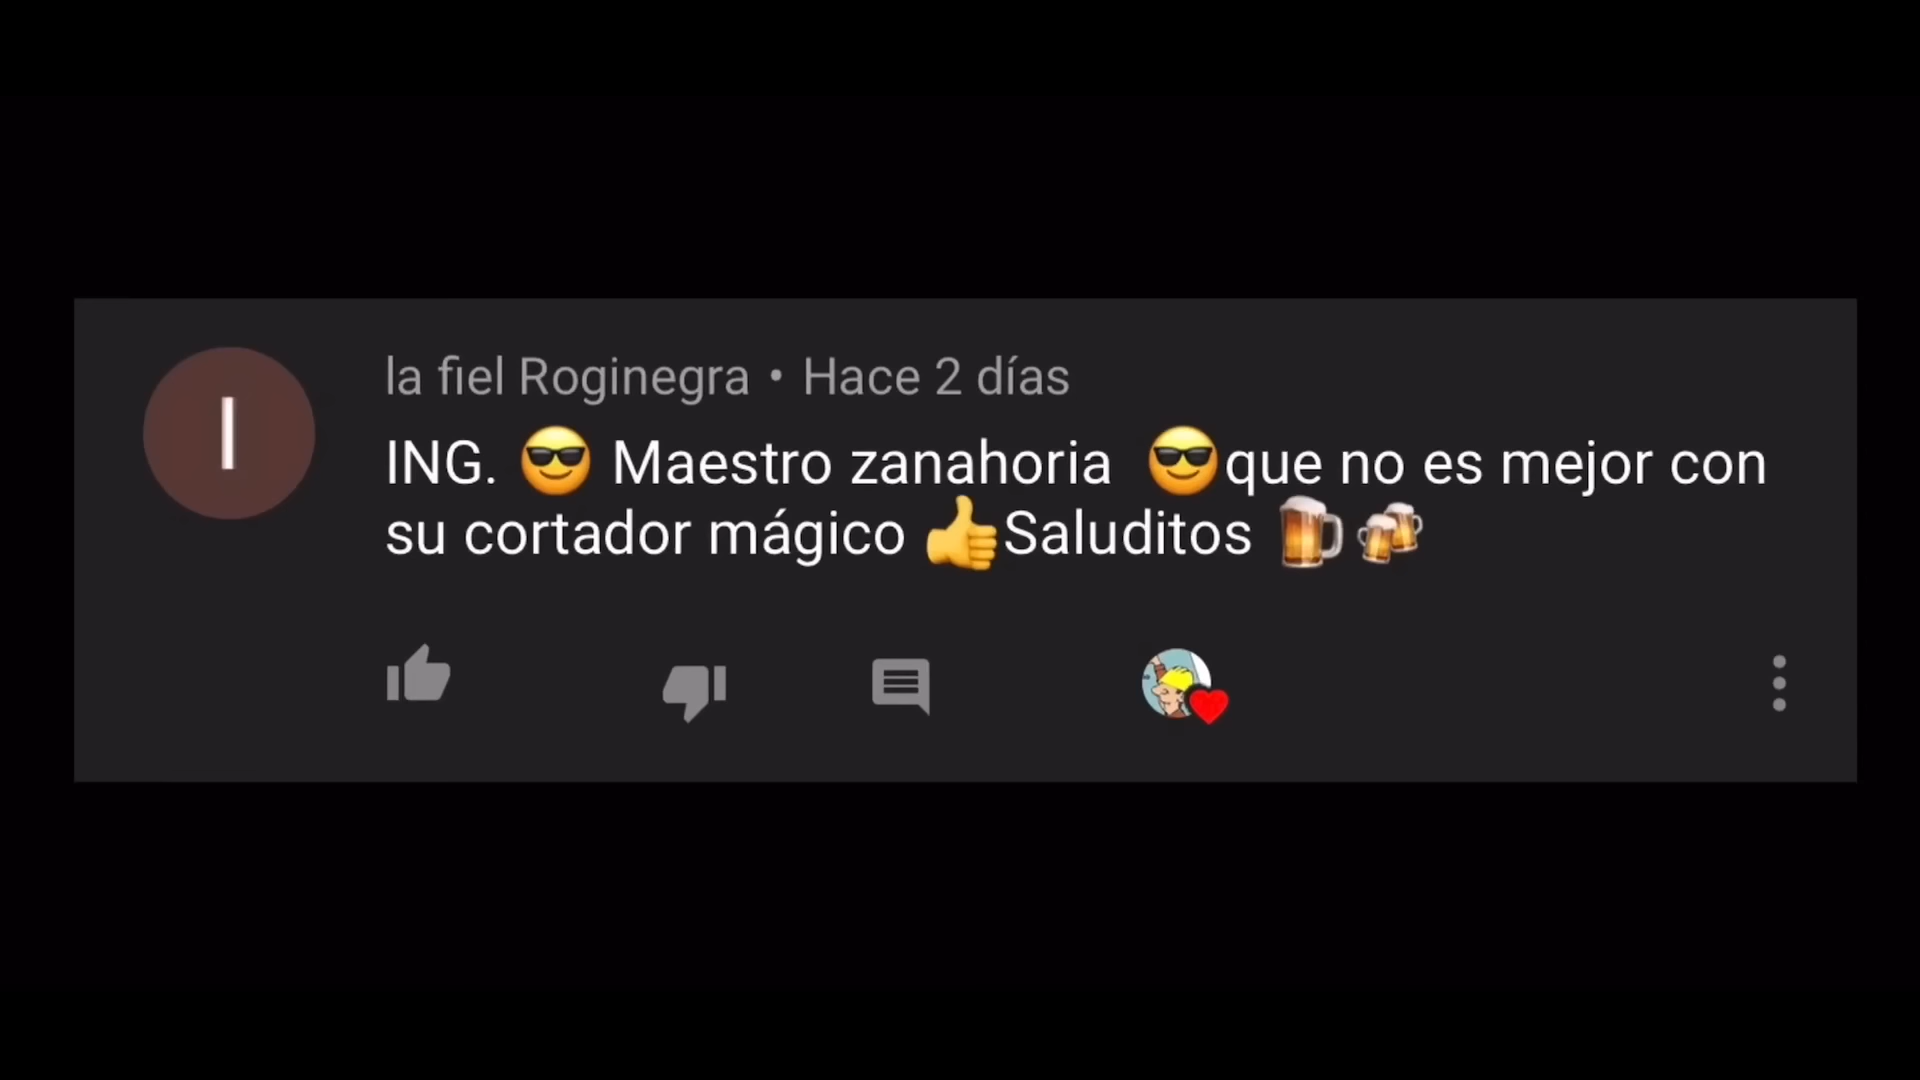 l
la fiel Roginegra • Hace 2 días
ING. 😎 Maestro zanahoria 😎que no es mejor con
su cortador mágico 👍Saluditos 🍺🍻